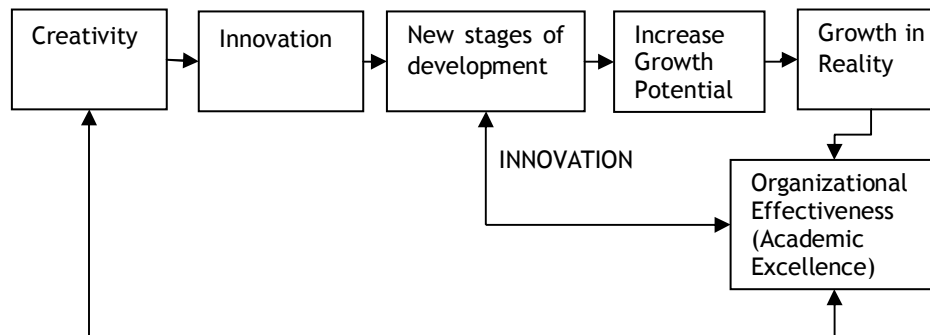 Creativity
Innovation
New stages of
development
Increase
Growth
Potential
Growth in
Reality
INNOVATION
Organizational
Effectiveness
(Academic
Excellence)